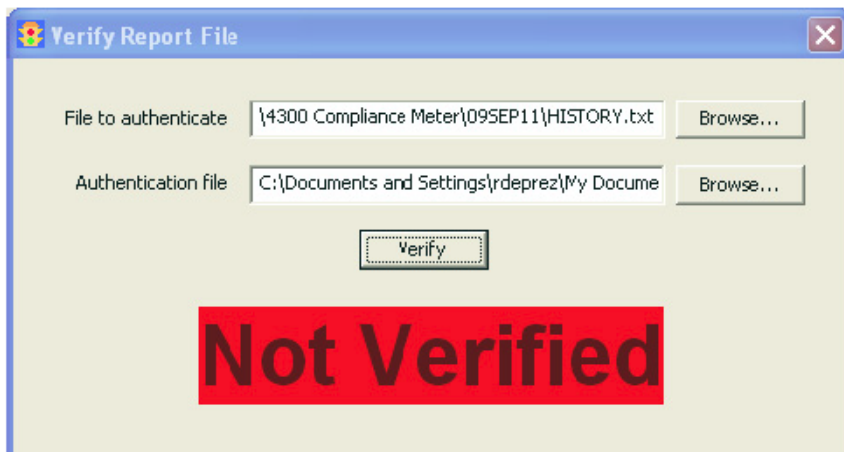 Verify Report File
File to authenticate \4300 Compliance Meter\09SEP11\HISTORY.txt Browse...
Authentication file C:\Documents and Settings\rdeprez\My Docume Browse...
Verify
Not Verified